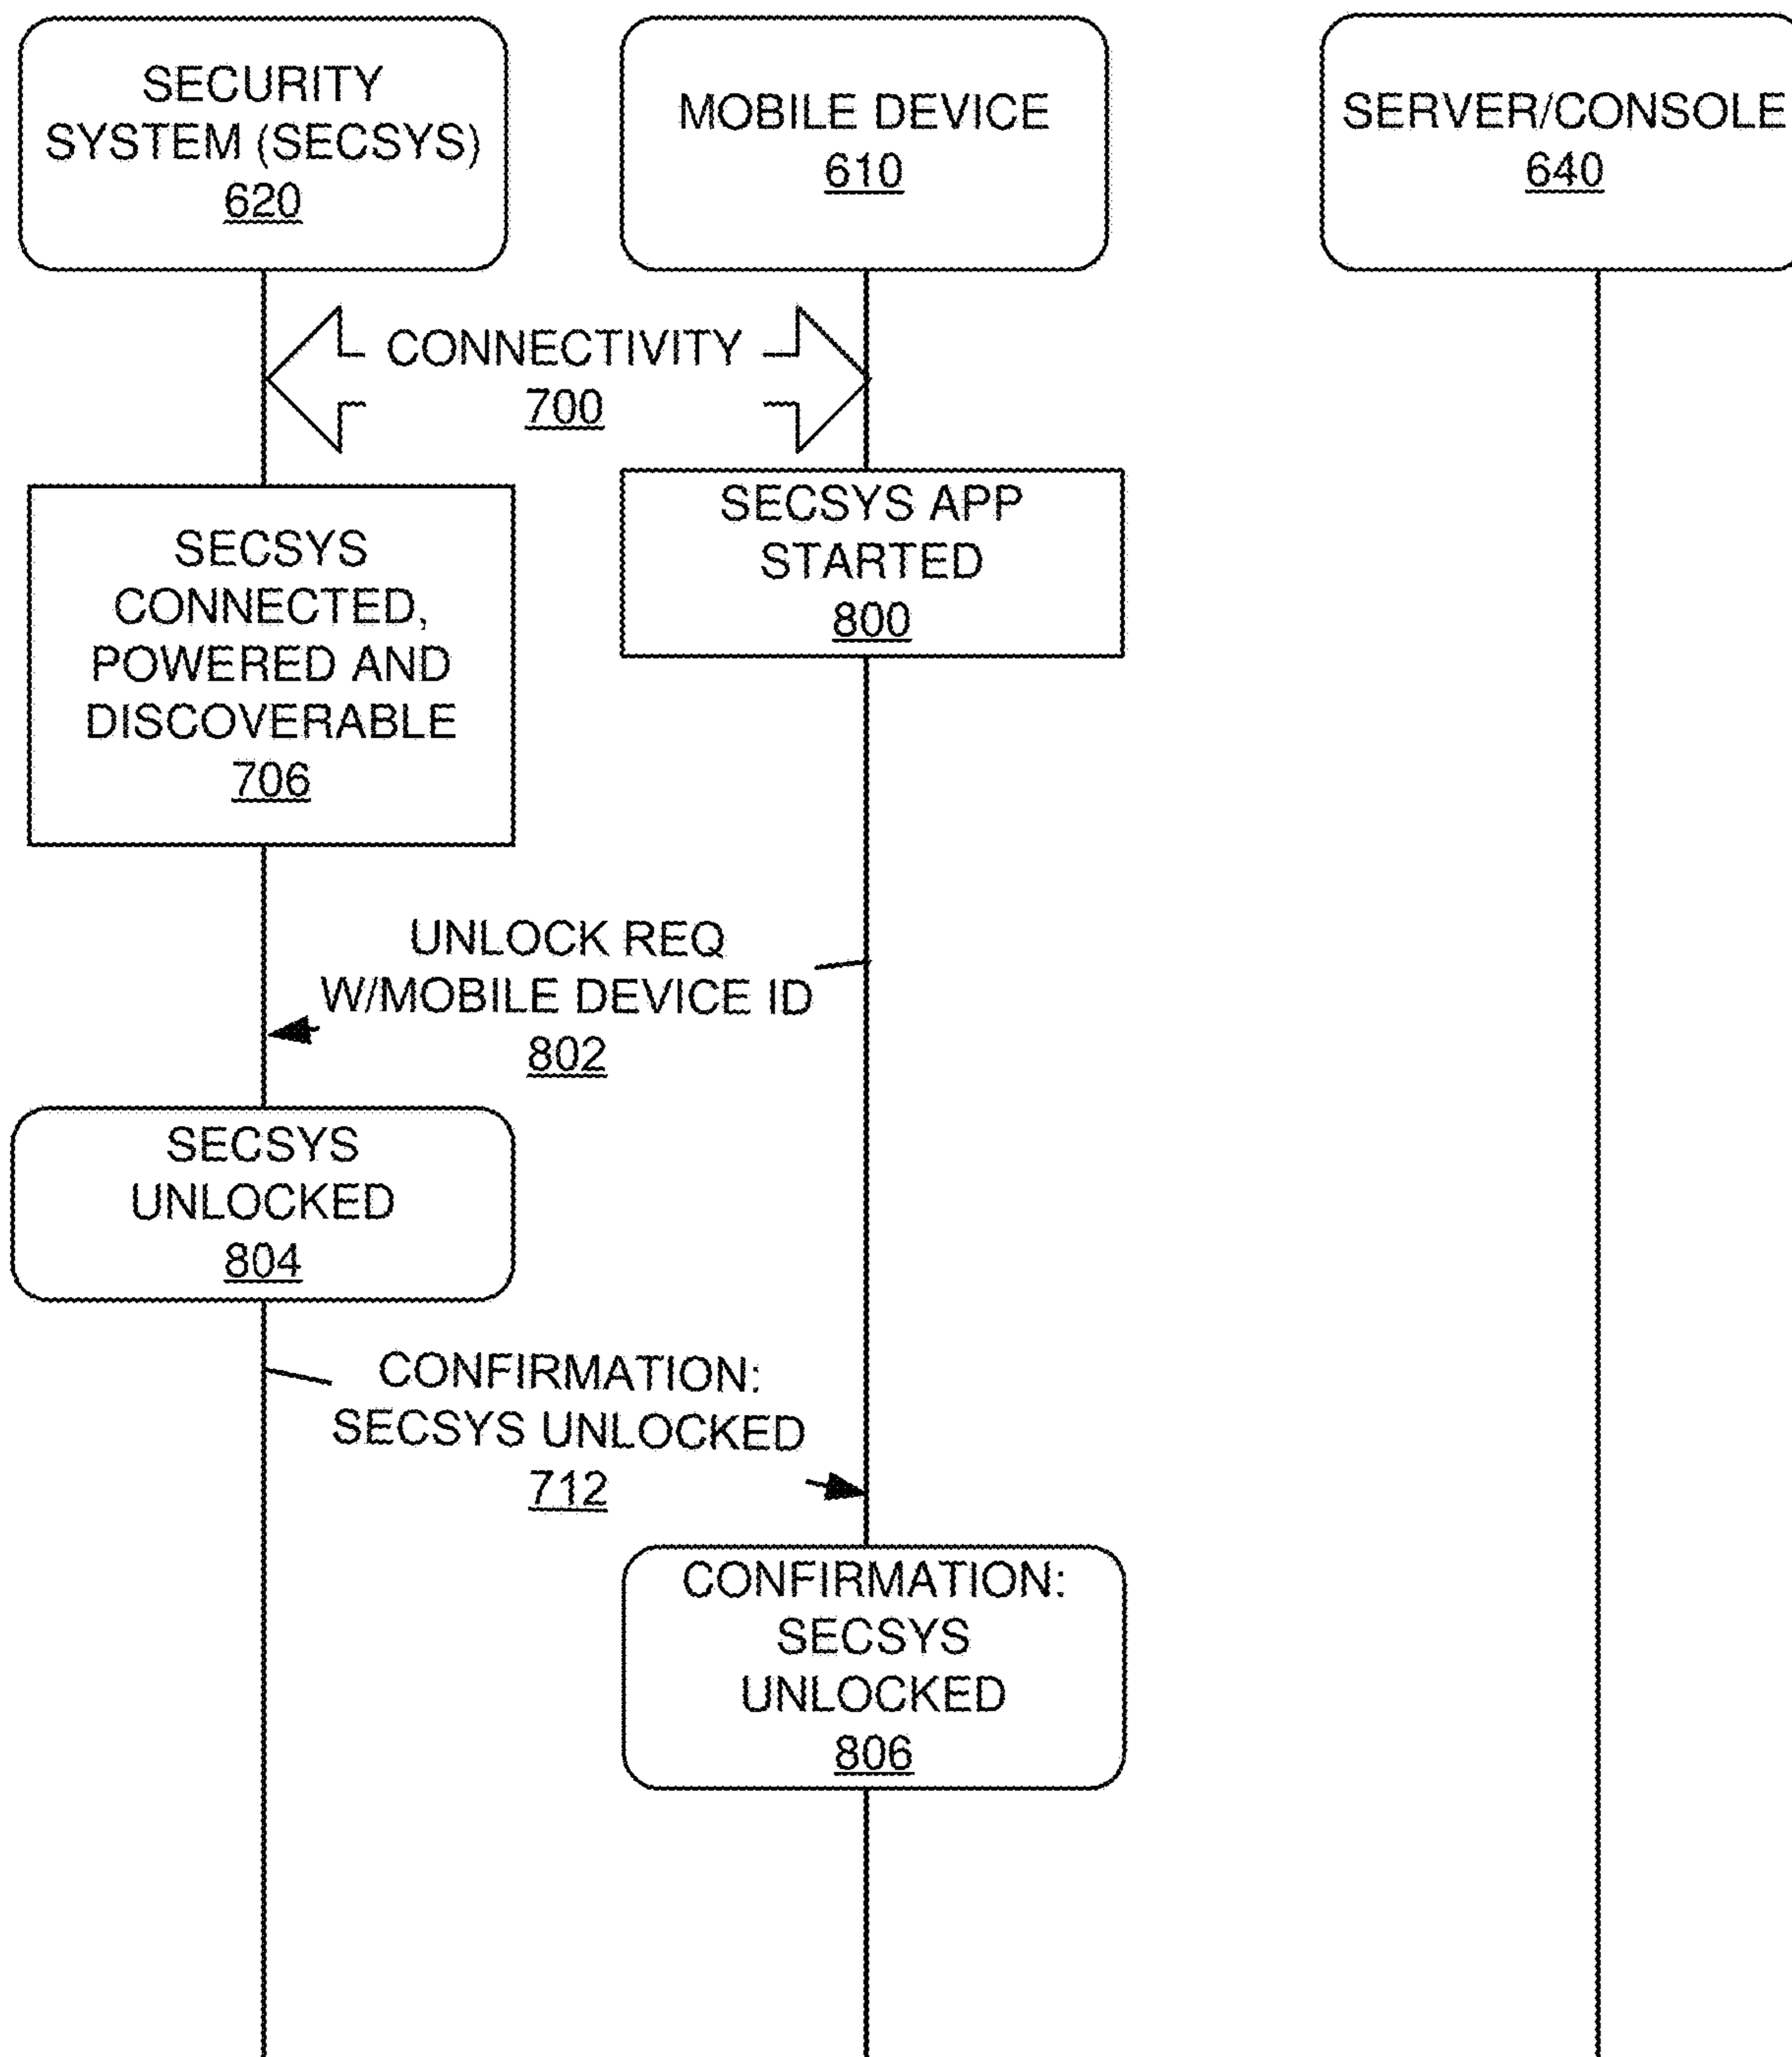 SECURITY
SYSTEM (SECSYS)
620
MOBILE DEVICE
610
SERVER/CONSOLE
640
CONNECTIVITY
700
SECSYS
CONNECTED,
POWERED AND
DISCOVERABLE
706
SECSYS APP
STARTED
800
UNLOCK REQ
W/MOBILE DEVICE ID
802
SECSYS
UNLOCKED
804
CONFIRMATION:
SECSYS UNLOCKED
712
CONFIRMATION:
SECSYS
UNLOCKED
806